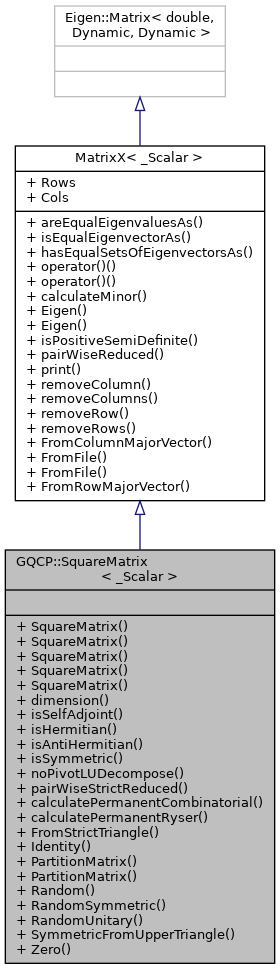 Eigen::Matrix< double,
Dynamic, Dynamic >
MatrixX< _Scalar >
+ Rows
+ Cols
+ areEqualEigenvaluesAs()
+ isEqualEigenvectorAs()
+ hasEqualSetsOfEigenvectorsAs()
+ operator()()
+ operator()()
+ calculateMinor()
+ Eigen()
+ Eigen()
+ isPositiveSemiDefinite()
+ pairWiseReduced()
+ print()
+ removeColumn()
+ removeColumns()
+ removeRow()
+ removeRows()
+ FromColumnMajorVector()
+ FromFile()
+ FromFile()
+ FromRowMajorVector()
GQCP::SquareMatrix
< _Scalar >
+ SquareMatrix()
+ SquareMatrix()
+ SquareMatrix()
+ SquareMatrix()
+ SquareMatrix()
+ dimension()
+ isSelfAdjoint()
+ isHermitian()
+ isAntiHermitian()
+ isSymmetric()
+ noPivotLUDecompose()
+ pairWiseStrictReduced()
+ calculatePermanentCombinatorial()
+ calculatePermanentRyser()
+ FromStrictTriangle()
+ Identity()
+ PartitionMatrix()
+ PartitionMatrix()
+ Random()
+ RandomSymmetric()
+ RandomUnitary()
+ SymmetricFromUpperTriangle()
+ Zero()